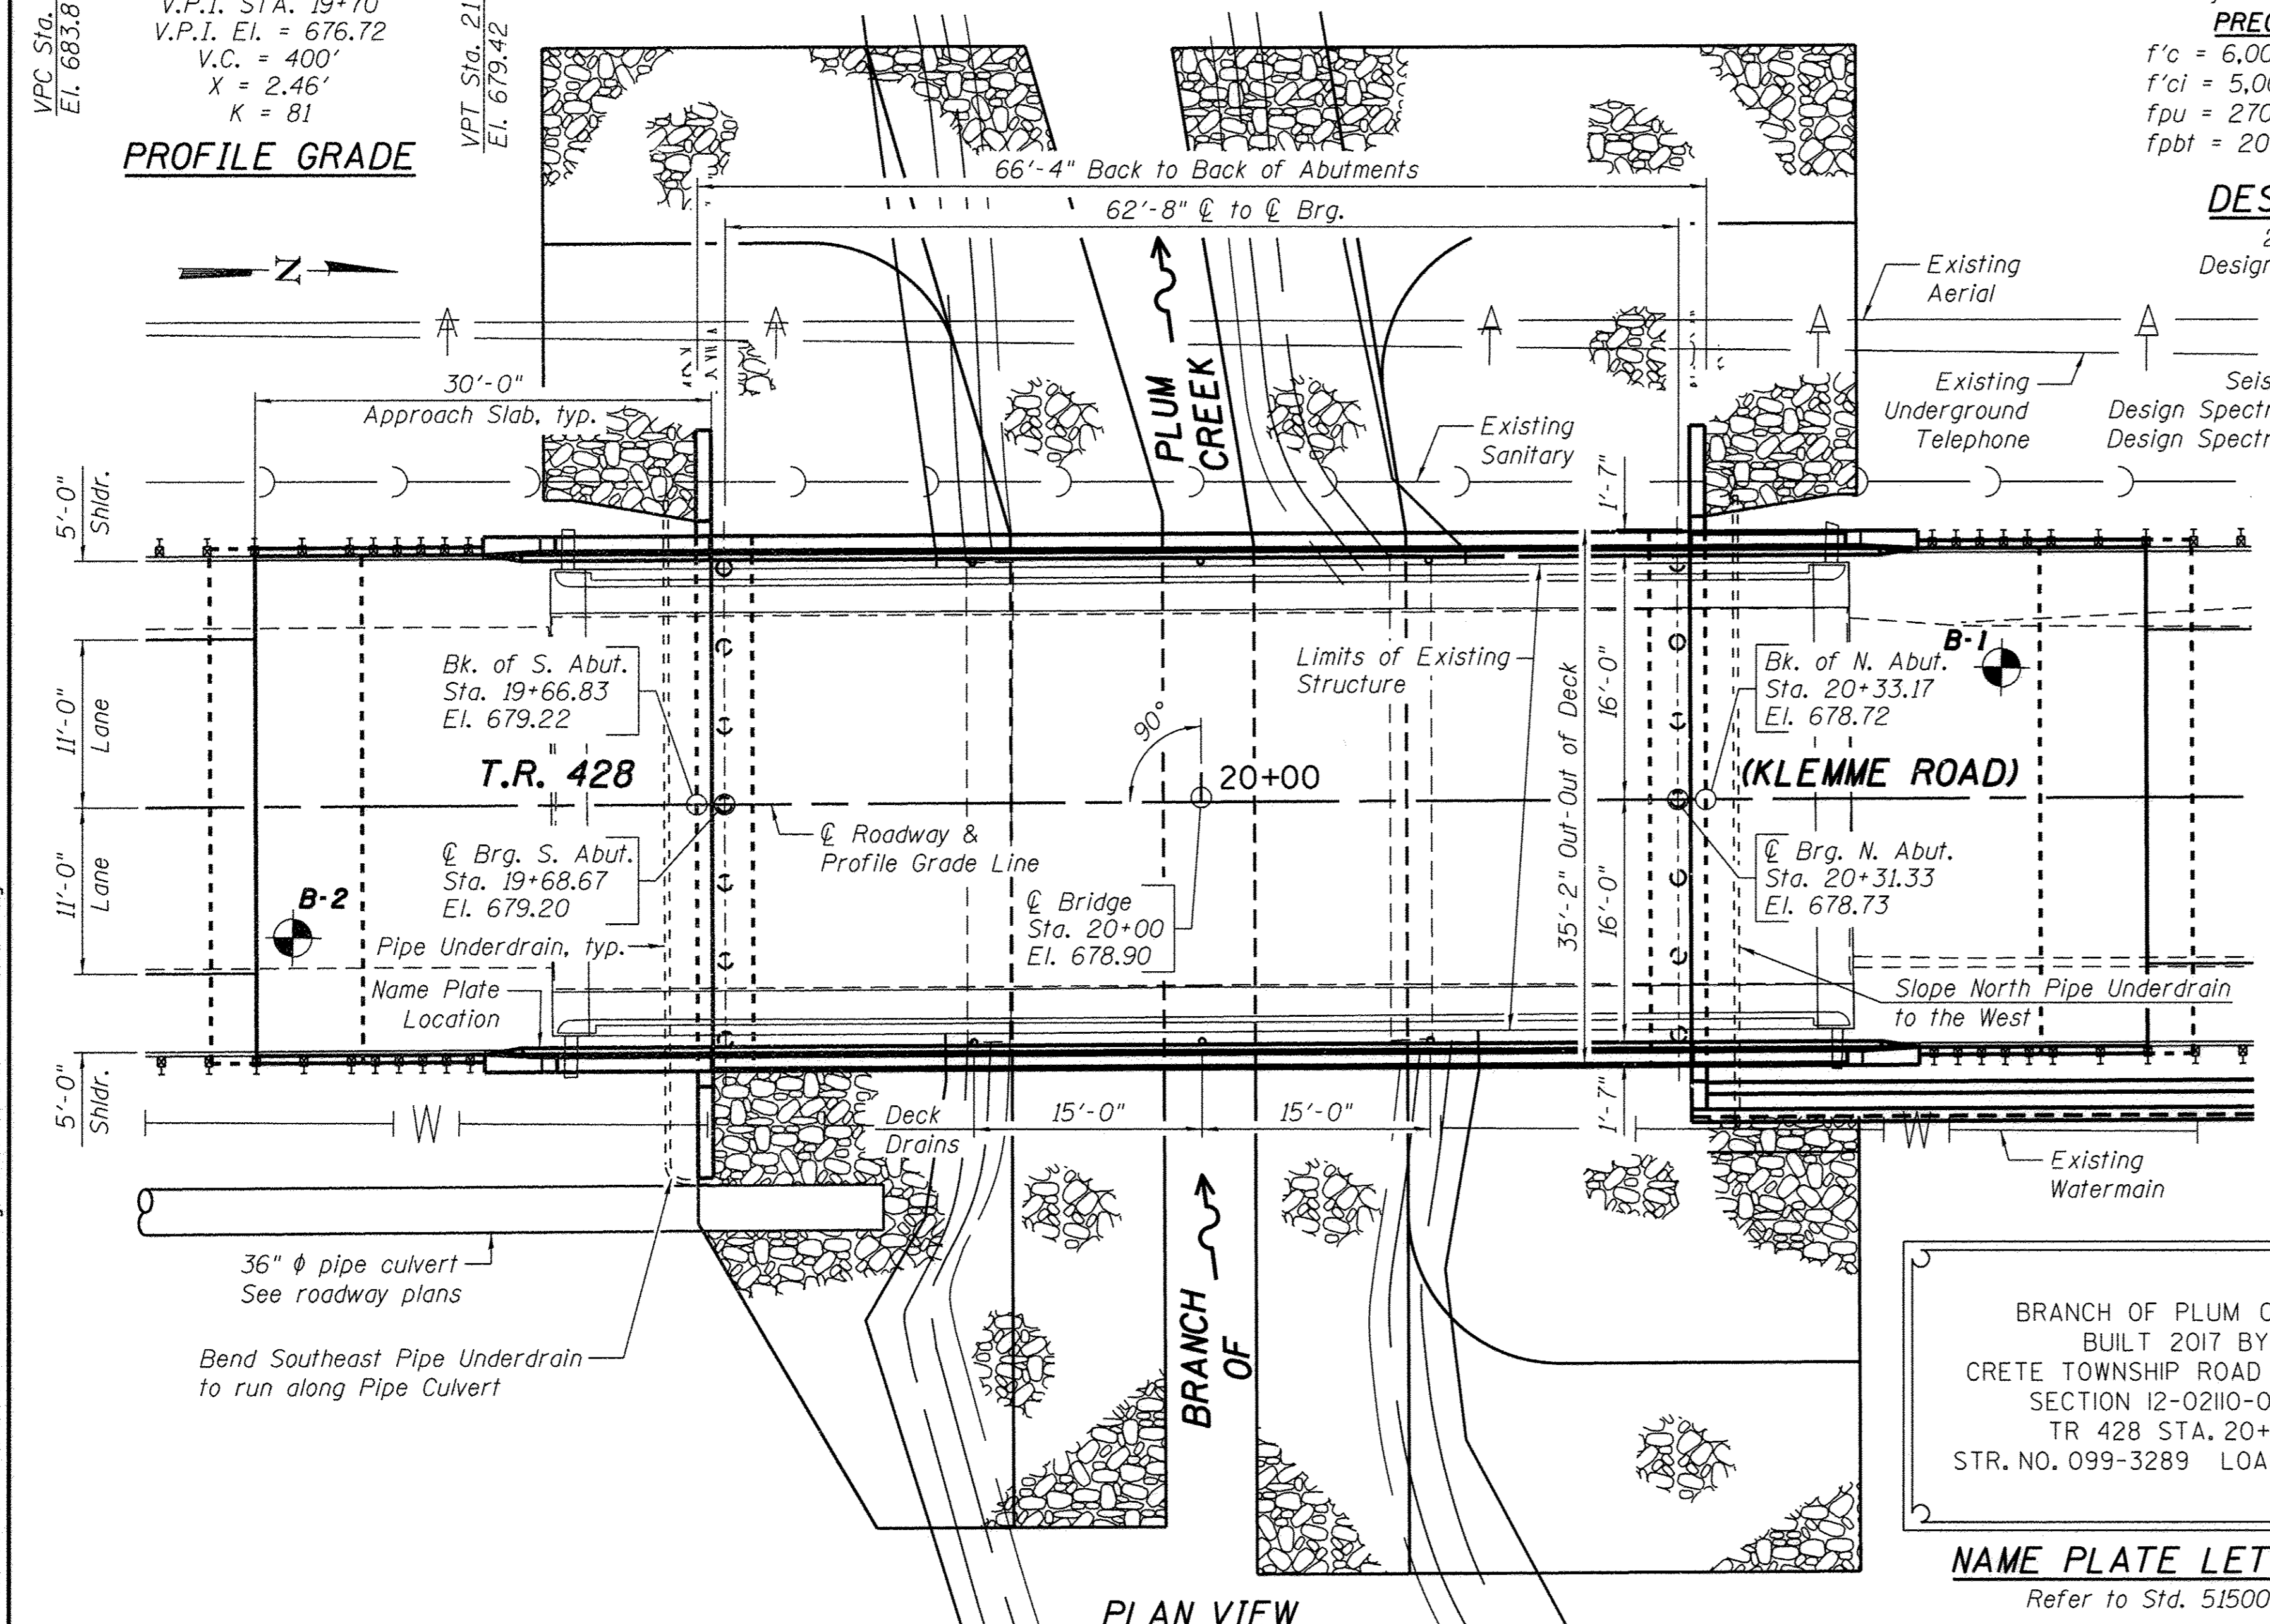 VPC Sta.
El. 683.8
V.P.I. STA. 19+70
V.P.I. El. = 676.72
V.C. = 400'
X = 2.46'
K = 81
VPT Sta. 21
El. 679.42
PROFILE GRADE
f'c = 6,00
f'ci = 5,00
fpu = 270
fpbt = 20
66'-4" Back to Back of Abutments
62'-8" ℄ to ℄ Brg.
N
Design
Existing
Aerial
A
A
A
A
A
PLUM
CREEK
30'-0"
Approach Slab, typ.
Existing
Underground
Telephone
Design Spectr
Design Spectr
Existing
Sanitary
5'-0"
Shldr.
1'-7"
11'-0"
Lane
Bk. of S. Abut.
Sta. 19+66.83
El. 679.22
Limits of Existing
Structure
35'-2" Out-Out of Deck
16'-0"
Bk. of N. Abut.
Sta. 20+33.17
El. 678.72
B-1
90°
T.R. 428
20+00
(KLEMME ROAD)
℄ Roadway &
Profile Grade Line
11'-0"
Lane
℄ Brg. S. Abut.
Sta. 19+68.67
El. 679.20
℄ Bridge
Sta. 20+00
El. 678.90
16'-0"
℄ Brg. N. Abut.
Sta. 20+31.33
El. 678.73
B-2
Pipe Underdrain, typ.
Name Plate
Location
Slope North Pipe Underdrain
to the West
5'-0"
Shldr.
W
Deck
Drains
15'-0"
15'-0"
1'-7"
W
Existing
Watermain
36" ϕ pipe culvert
See roadway plans
BRANCH
OF
Bend Southeast Pipe Underdrain
to run along Pipe Culvert
BRANCH OF PLUM
BUILT 2017 BY
CRETE TOWNSHIP ROAD
SECTION 12-02110-0
TR 428 STA. 20+
STR. NO. 099-3289 LOA
NAME PLATE LET
Refer to Std. 51500
PLAN VIEW